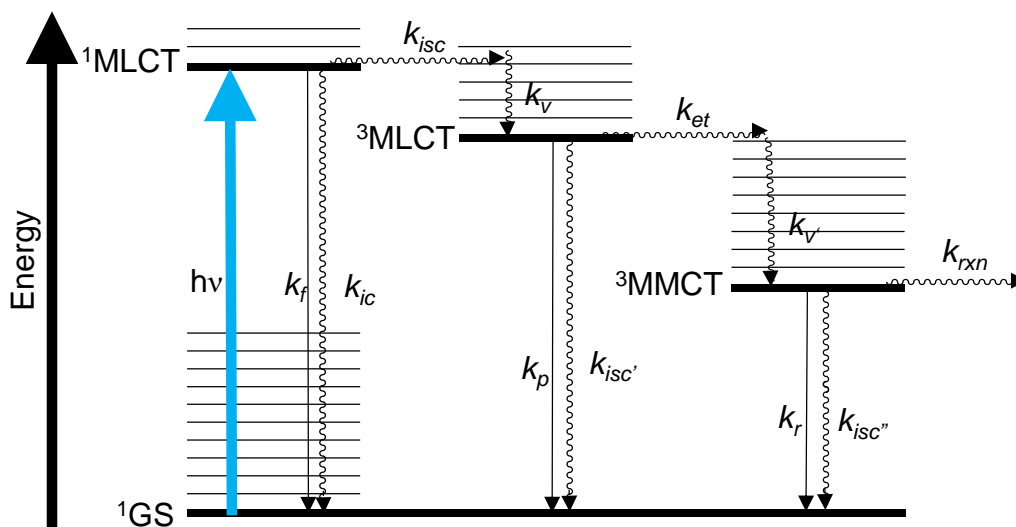 ¹MLCT
k_isc
k_v
³MLCT
k_et
Energy
k_v'
k_rxn
³MMCT
hν
k_f
k_ic
k_p
k_isc'
k_r
k_isc"
¹GS